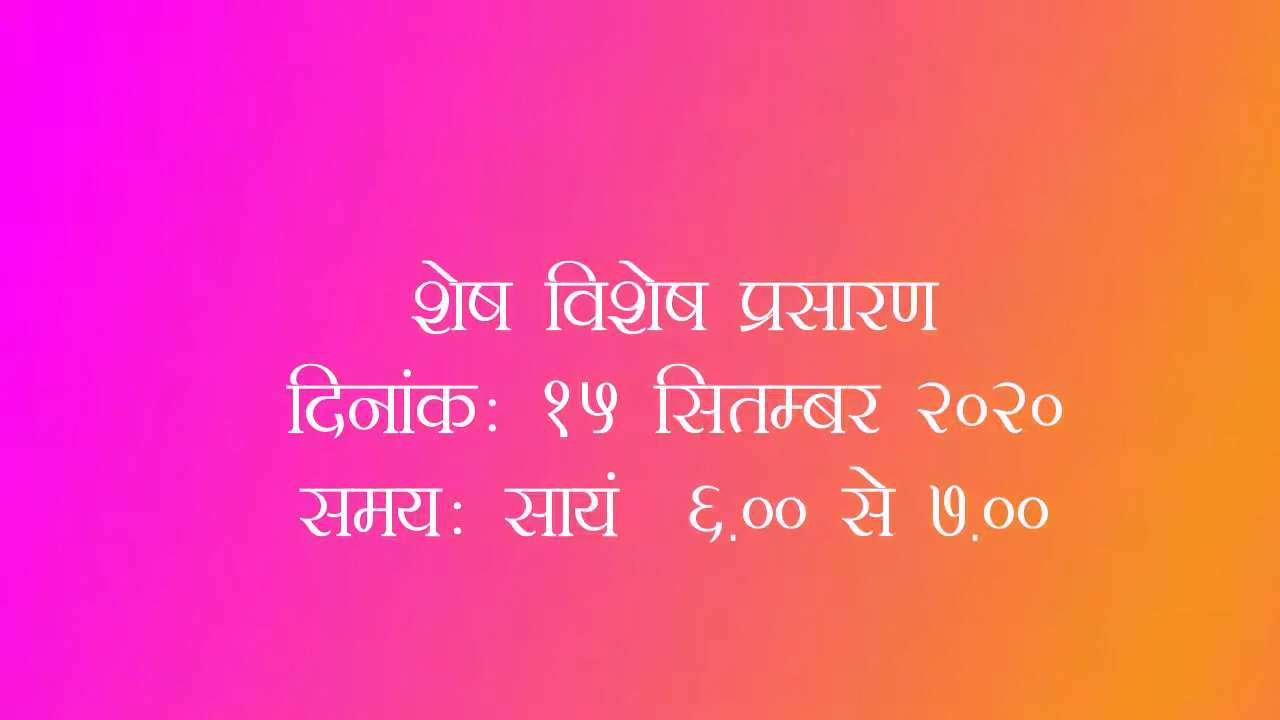 शेष विशेष प्रसारण
दिनांक: १५ सितम्बर २०२०
समय: सायं ६.०० से ७.००